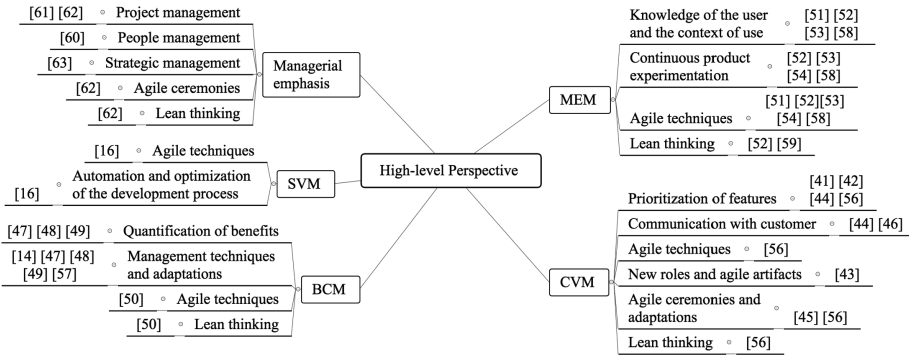 [61] [62] Project management
[60] People management
[63] Strategic management
[62] Agile ceremonies
[62] Lean thinking
Managerial
emphasis
[16] Agile techniques
Automation and optimization
[16] of the development process
SVM
[47] [48] [49] Quantification of benefits
[14] [47] [48] Management techniques
[49] [57] and adaptations
[50] Agile techniques
[50] Lean thinking
BCM
High-level Perspective
MEM
Knowledge of the user [51] [52]
and the context of use [53] [58]
Continuous product [52] [53]
experimentation [54] [58]
[51] [52][53]
Agile techniques [54] [58]
Lean thinking [52] [59]
CVM
[41] [42]
Prioritization of features [44] [56]
Communication with customer [44] [46]
Agile techniques [56]
New roles and agile artifacts [43]
Agile ceremonies and
adaptations [45] [56]
Lean thinking [56]